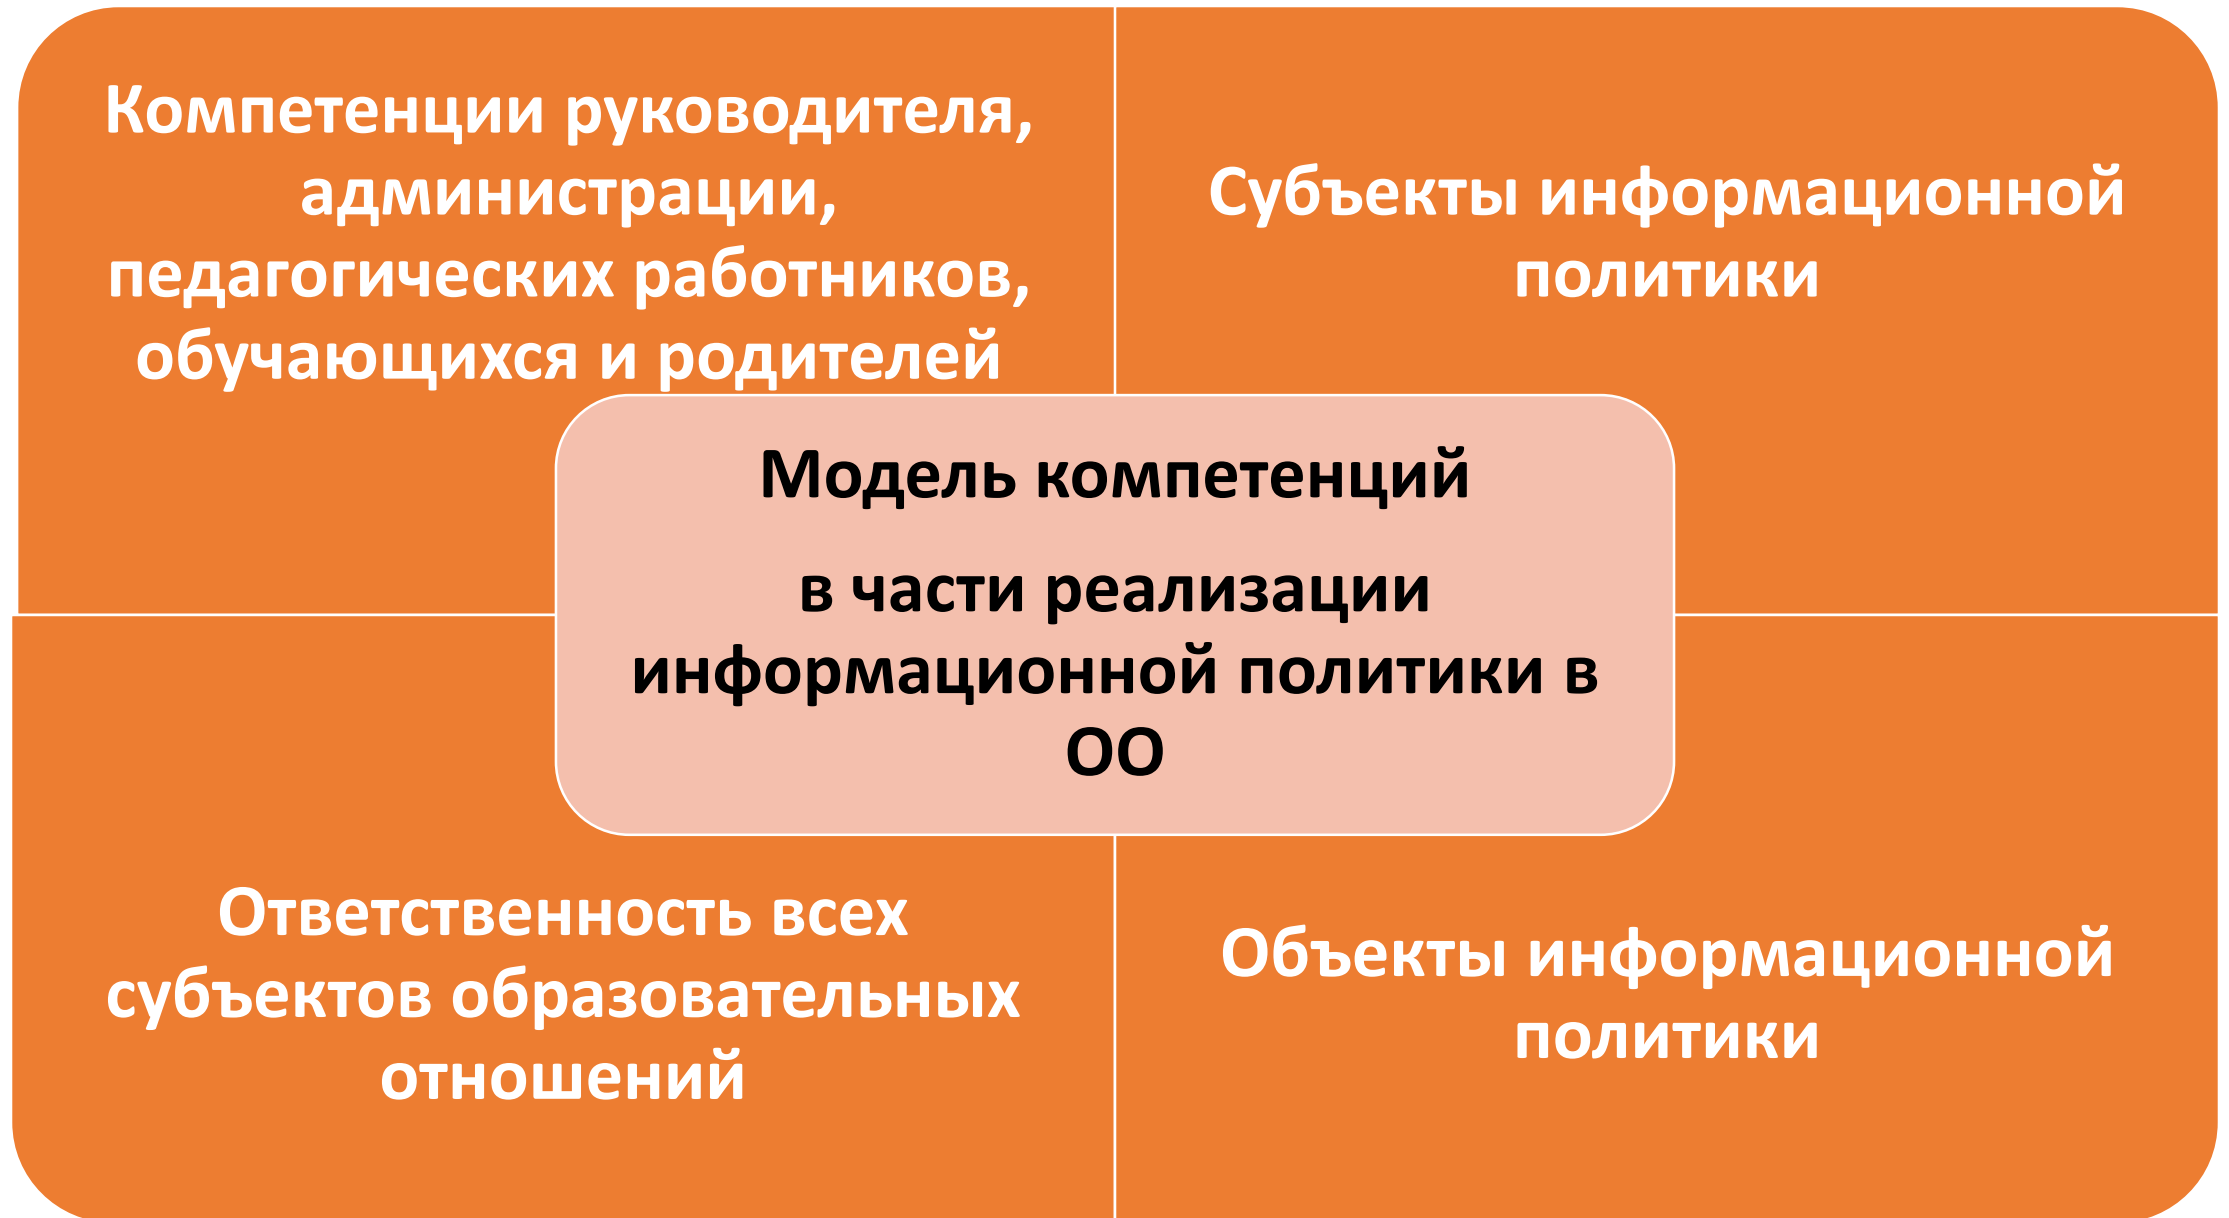 Компетенции руководителя,
администрации,
педагогических работников,
обучающихся и родителей
Субъекты информационной
политики
Модель компетенций
в части реализации
информационной политики в
ОО
Ответственность всех
субъектов образовательных
отношений
Объекты информационной
политики